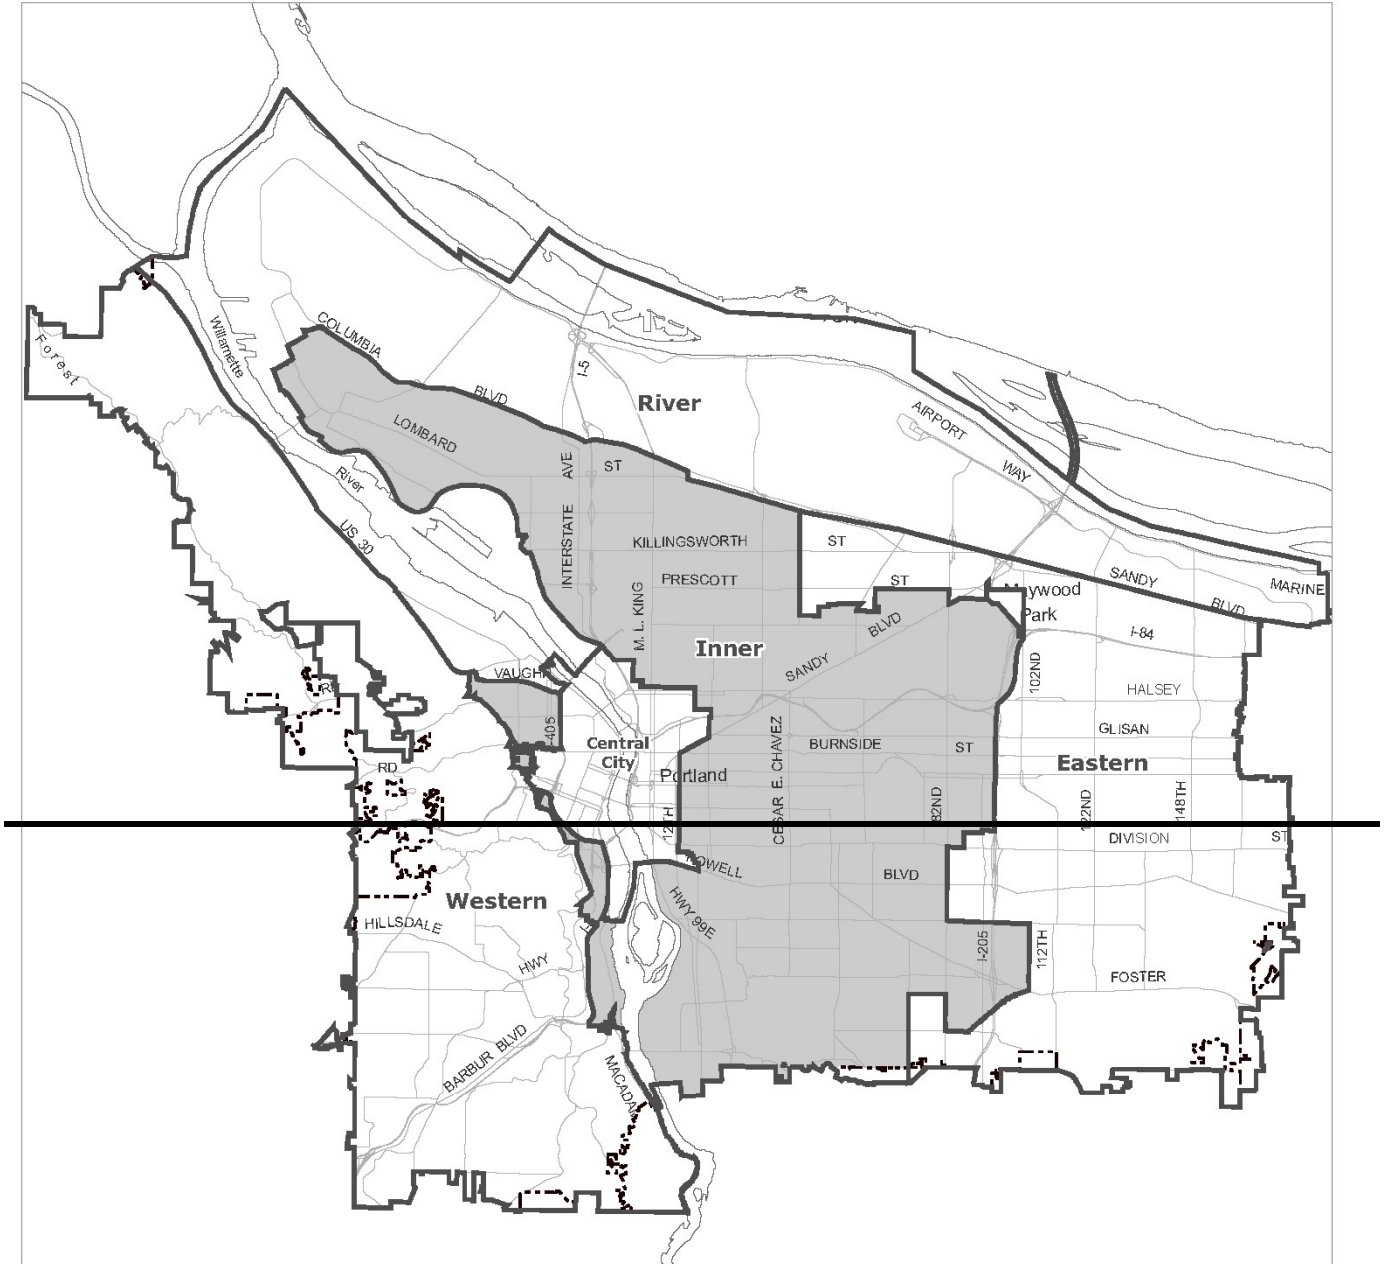 COLUMBIA
Willamette
Forest
I-5
BLVD
River
LOMBARD
AIRPORT
WAY
AVE
ST
River
US 30
INTERSTATE
KILLINGSWORTH
ST
PRESCOTT
ST
SANDY
BLVD
MARINE
Park
M. L. KING
BLVD
I-84
Inner
SANDY
VAUGHN
102ND
HALSEY
I-405
CESAR E. CHAVEZ
BURNSIDE
ST
GLISAN
Central
City
Eastern
RD
Portland
12TH
82ND
148TH
DIVISION
ST
BLVD
Western
HILLSDALE
HWY 99E
HWY
I-205
112TH
FOSTER
BARBUR BLVD